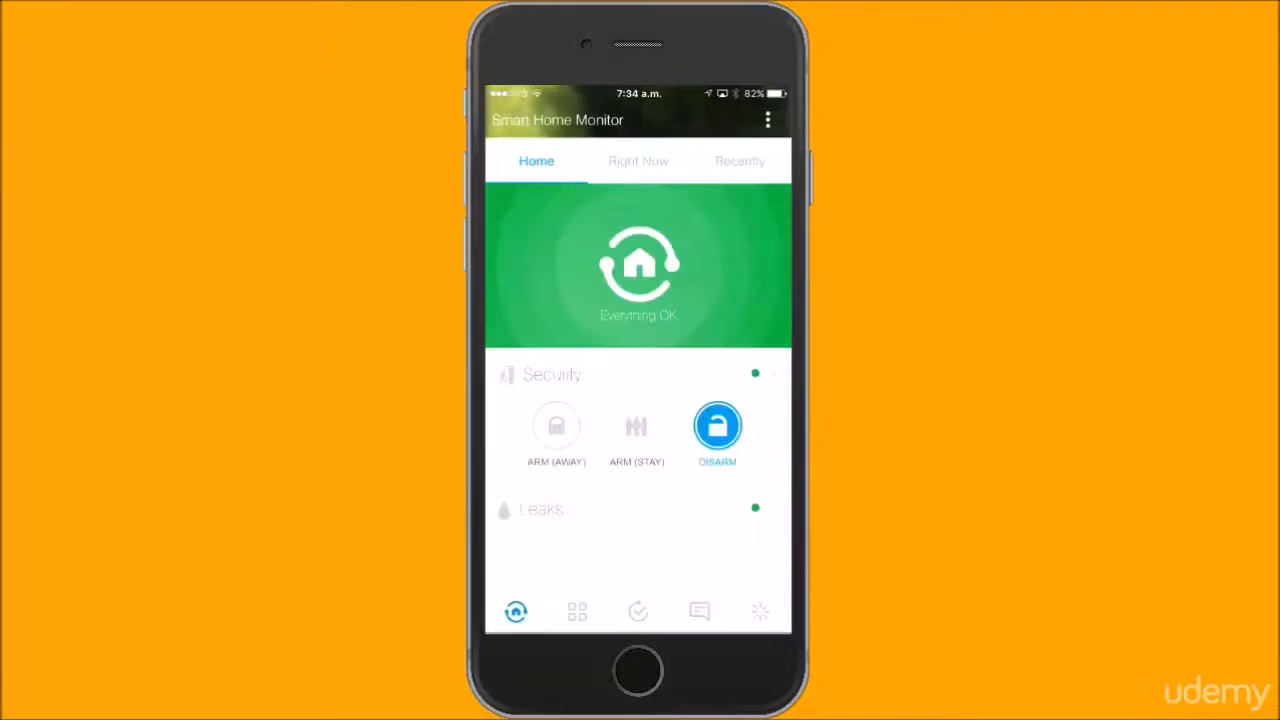 3 7:34 a.m. 82%
Smart Home Monitor
Home Right Now Recently
Everything OK
Security
ARM (AWAY) ARM (STAY) DISARM
Leaks
udemy